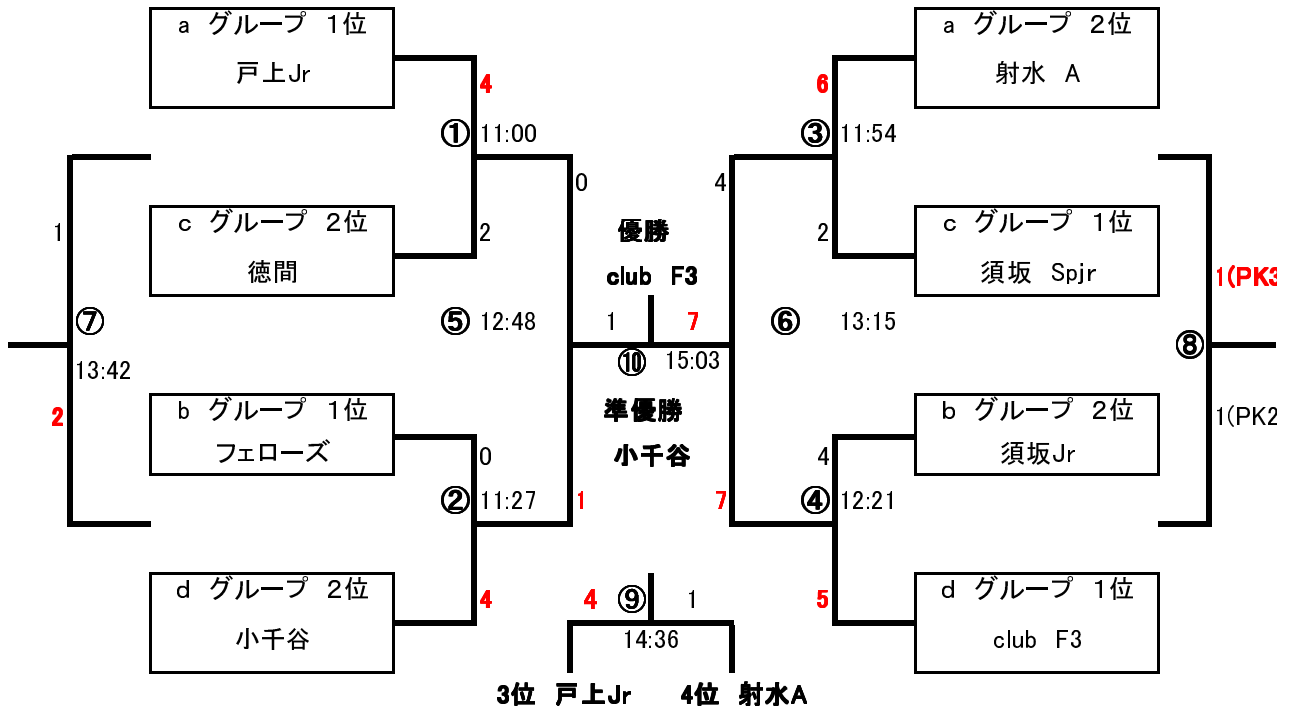 a グループ 1位
戸上Jr
4
① 11:00
c グループ 2位
徳間
2
0
1
⑦
13:42
2
⑤ 12:48
b グループ 1位
フェローズ
0
② 11:27
1
d グループ 2位
小千谷
4
優勝
club F3
1 7
⑩ 15:03
準優勝
小千谷
4 ⑨ 1
14:36
3位 戸上Jr 4位 射水A
a グループ 2位
射水 A
6
③ 11:54
4
c グループ 1位
須坂 Spjr
2
⑥ 13:15
b グループ 2位
須坂Jr
4
④ 12:21
7
d グループ 1位
club F3
5
1(PK3
⑧
1(PK2